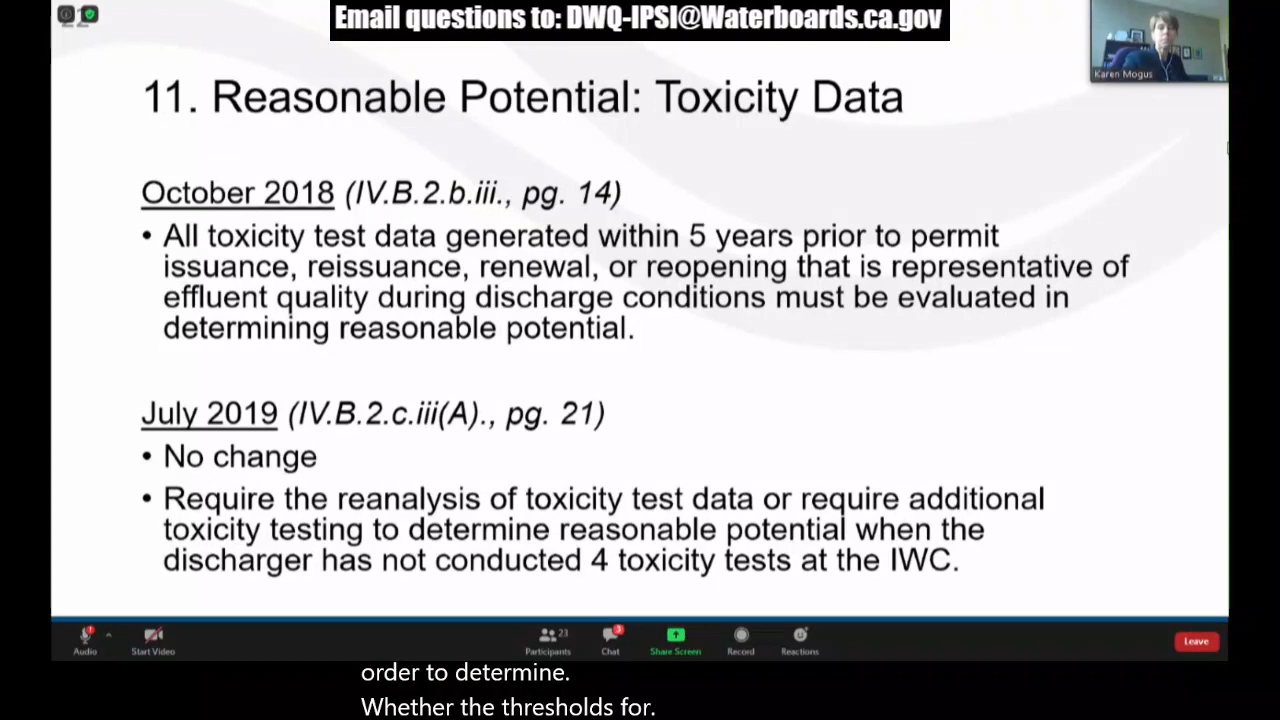 Email questions to: DWQ-IPSI@Waterboards.ca.gov
Karen Mogus
11. Reasonable Potential: Toxicity Data
October 2018 (IV.B.2.b.iii., pg. 14)
• All toxicity test data generated within 5 years prior to permit
issuance, reissuance, renewal, or reopening that is representative of
effluent quality during discharge conditions must be evaluated in
determining reasonable potential.
July 2019 (IV.B.2.c.iii(A)., pg. 21)
• No change
• Require the reanalysis of toxicity test data or require additional
toxicity testing to determine reasonable potential when the
discharger has not conducted 4 toxicity tests at the IWC.
Audio
Start Video
23
Participants
3
Chat
Share Screen
Record
Reactions
Leave
order to determine.
Whether the thresholds for.